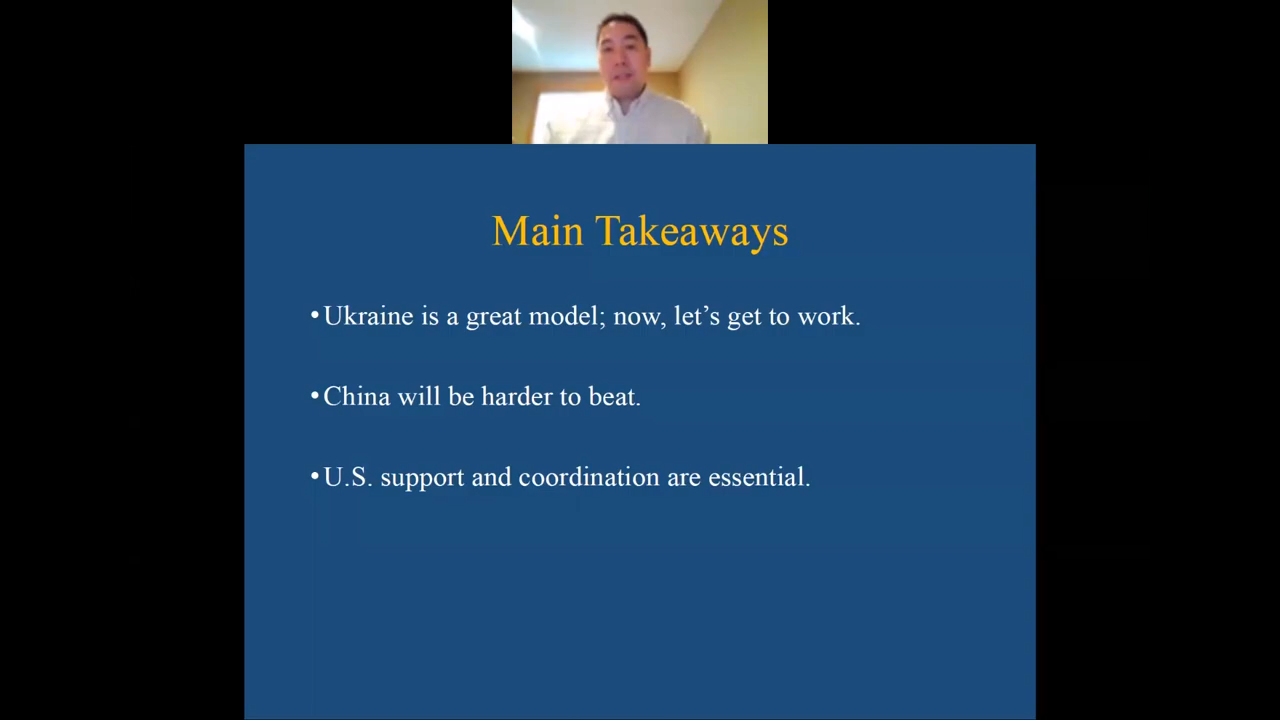 Main Takeaways
•Ukraine is a great model; now, let’s get to work.
•China will be harder to beat.
•U.S. support and coordination are essential.